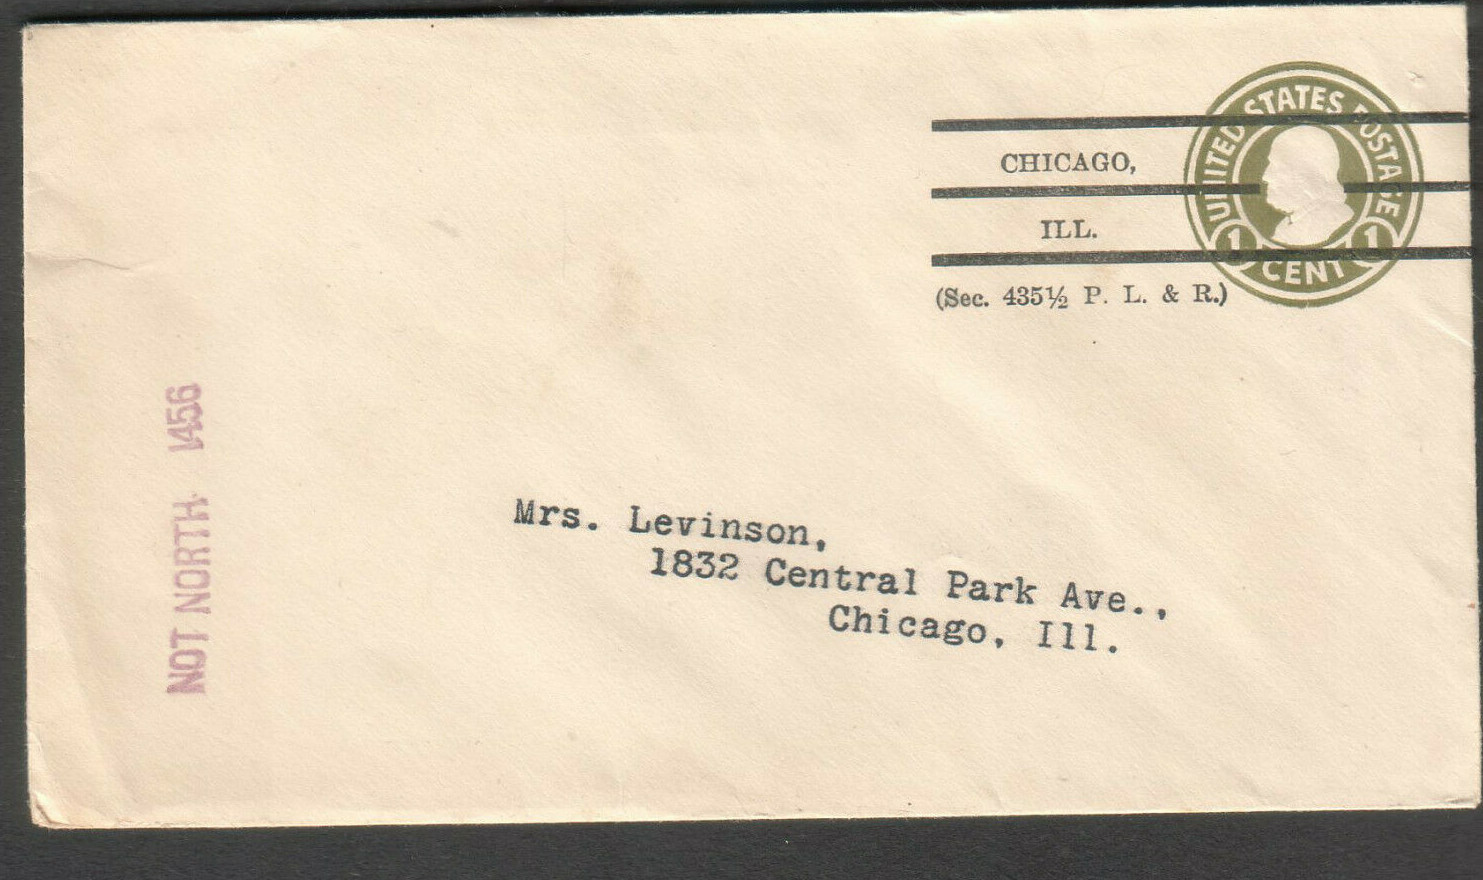 UNITED STATES POSTAGE
1 CENT 1
CHICAGO,
ILL.
(Sec. 435½ P. L. & R.)
NOT NORTH 1456
Mrs. Levinson,
1832 Central Park Ave.,
Chicago, Ill.